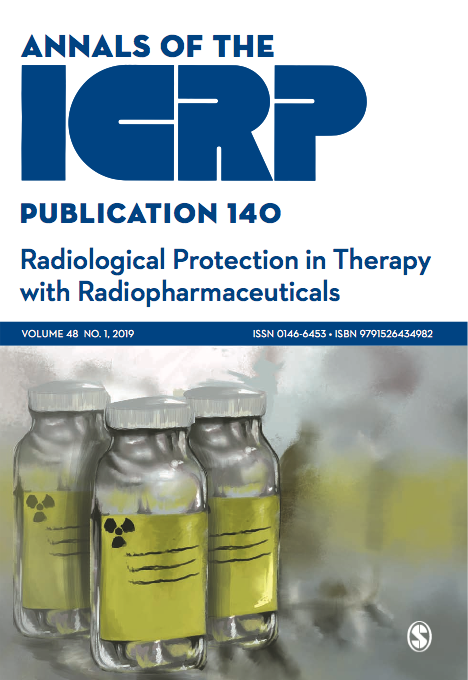 ANNALS OF THE
ICRP
PUBLICATION 140
Radiological Protection in Therapy
with Radiopharmaceuticals
VOLUME 48 NO. 1, 2019 ISSN 0146-6453 • ISBN 9791526434982
S